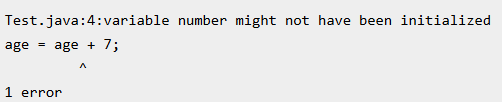 Test.java:4:variable number might not have been initialized
age = age + 7;
^
1 error